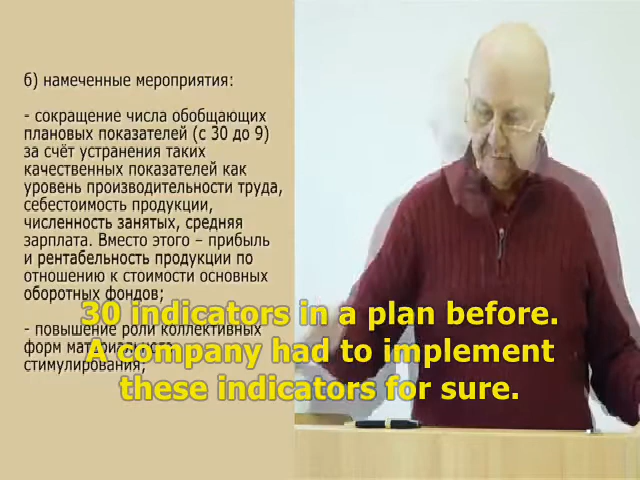 б) намеченные мероприятия:
- сокращение числа обобщающих
плановых показателей (с 30 до 9)
за счёт устранения таких
качественных показателей как
уровень производительности труда,
себестоимость продукции,
численность занятых, средняя
зарплата. Вместо этого – прибыль
и рентабельность продукции по
отношению к стоимости основных
оборотных фондов;
- повышение роли коллективных
форм материального
стимулирования;
30 indicators in a plan before.
A company had to implement
these indicators for sure.